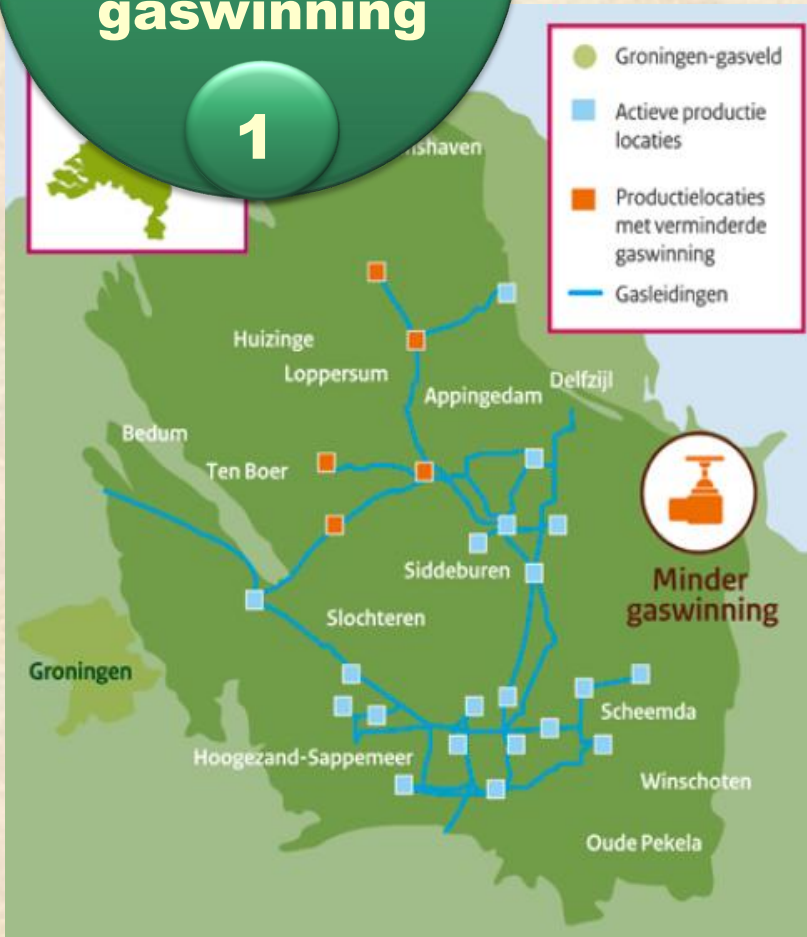 gaswinning
1
Groningen-gasveld
Actieve productie
locaties
Productielocaties
met verminderde
gaswinning
Gasleidingen
Huizinge
Loppersum
Appingedam
Delfzijl
Bedum
Ten Boer
Siddeburen
Minder
gaswinning
Slochteren
Groningen
Scheemda
Hoogezand-Sappemeer
Winschoten
Oude Pekela